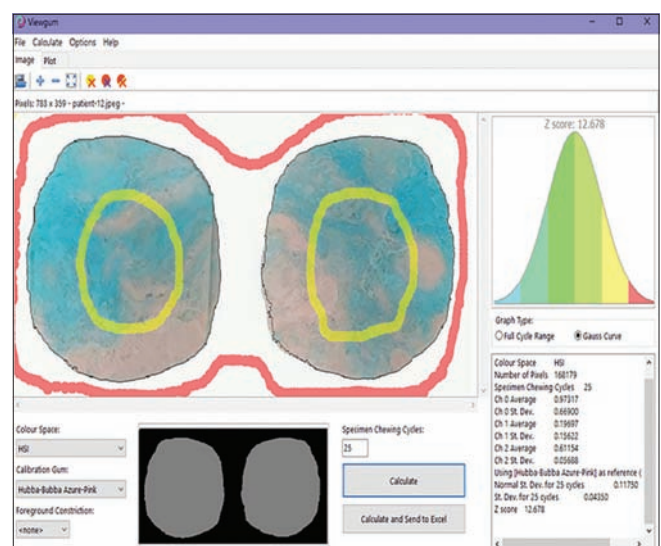 Viewgum
File Calculate Options Help
Image Plot
Pixels: 783 x 359 - patient-12.jpeg -
Z score: 12.678
Graph Type:
Full Cycle Range Gauss Curve
Colour Space HSI
Number of Pixels 168179
Specimen Chewing Cycles 25
Ch 0 Average 0.97317
Ch 0 St. Dev. 0.66900
Ch 1 Average 0.19697
Ch 1 St. Dev. 0.15622
Ch 2 Average 0.61154
Ch 2 St. Dev. 0.05668
Using [Hubba-Bubba Azure-Pink] as reference (
Normal St. Dev. for 25 cycles 0.11750
St. Dev. for 25 cycles 0.04350
Z score 12.678
Colour Space:
HSI
Calibration Gum:
Hubba-Bubba Azure-Pink
Foreground Constriction:
<none>
Specimen Chewing Cycles:
25
Calculate
Calculate and Send to Excel